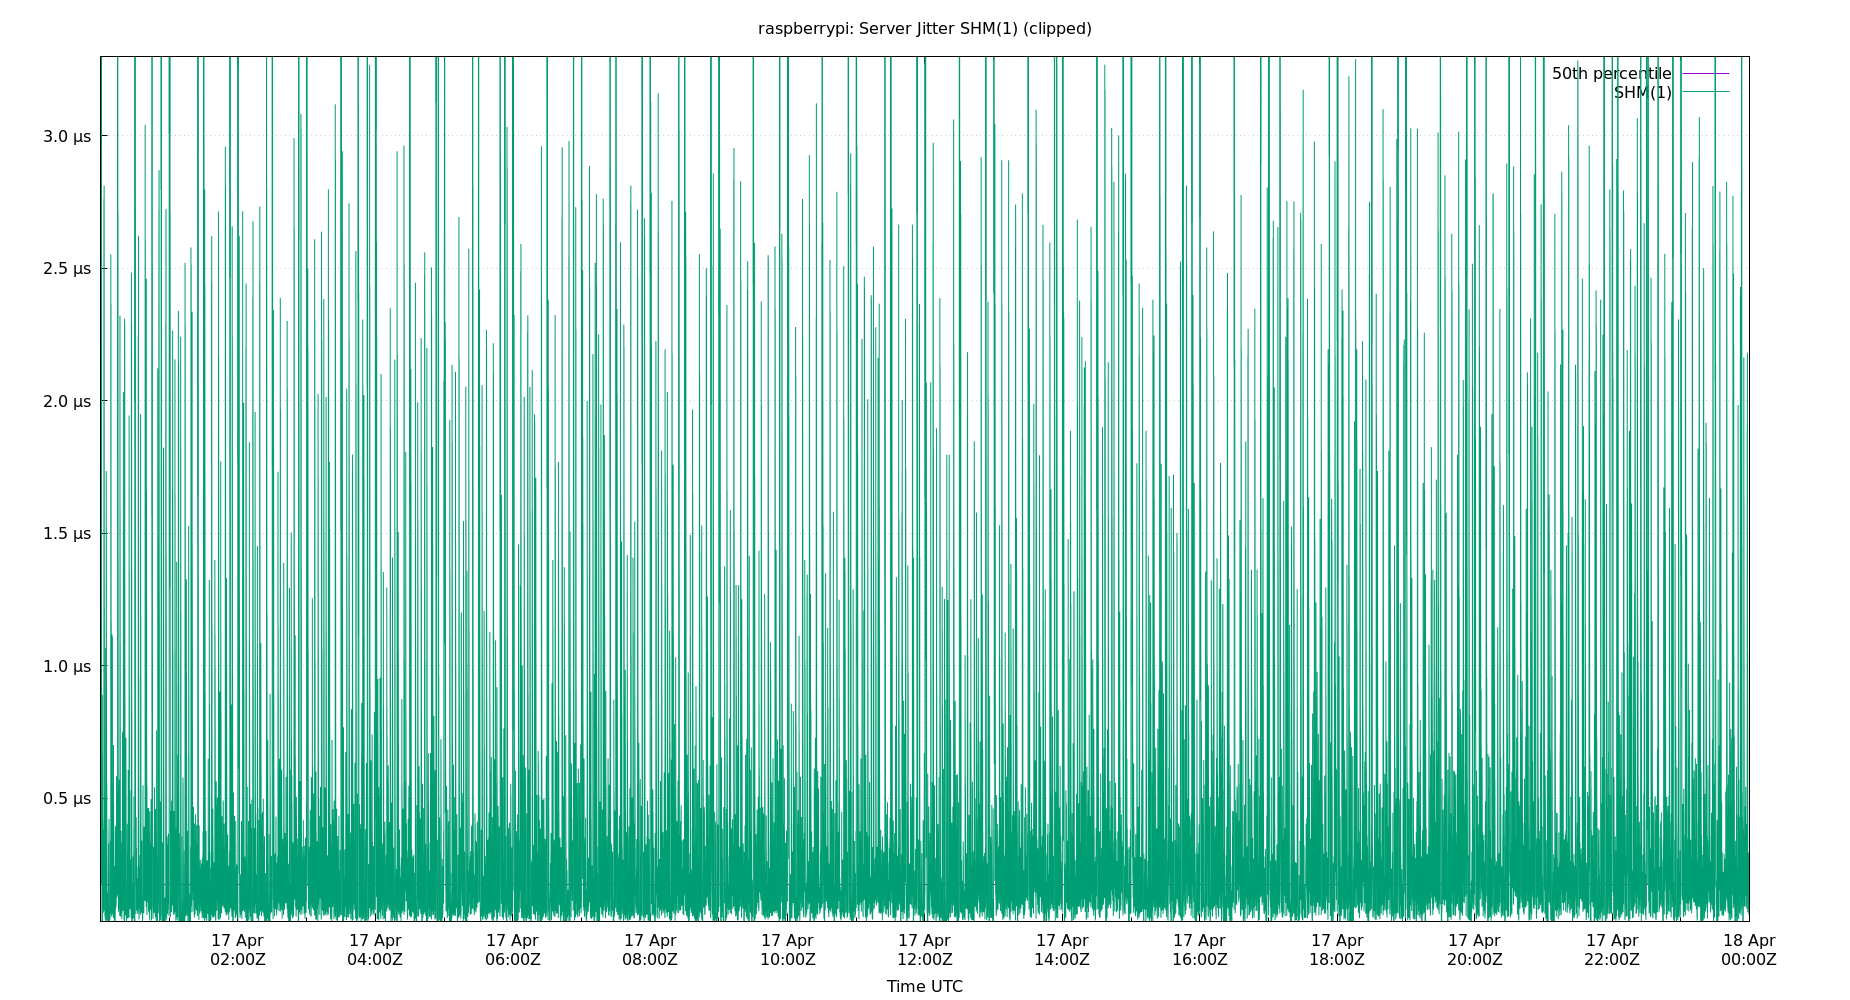 raspberrypi: Server Jitter SHM(1) (clipped)
50th percentile
SHM(1)
3.0 µs
2.5 µs
2.0 µs
1.5 µs
1.0 µs
0.5 µs
17 Apr 17 Apr 17 Apr 17 Apr 17 Apr 17 Apr 17 Apr 17 Apr 17 Apr 17 Apr 17 Apr 18 Apr
02:00Z 04:00Z 06:00Z 08:00Z 10:00Z 12:00Z 14:00Z 16:00Z 18:00Z 20:00Z 22:00Z 00:00Z
Time UTC